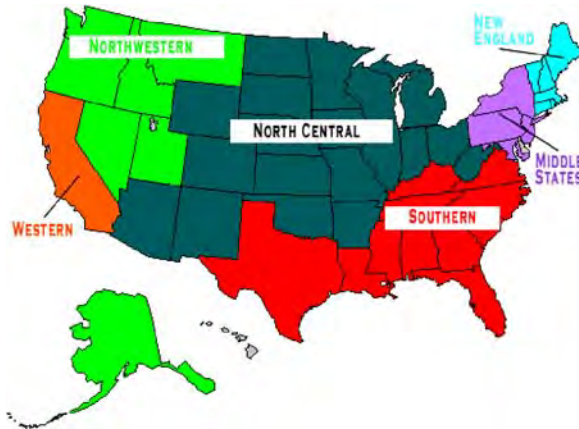 NORTHWESTERN
NEW
ENGLAND
NORTH CENTRAL
MIDDLE
STATES
SOUTHERN
WESTERN